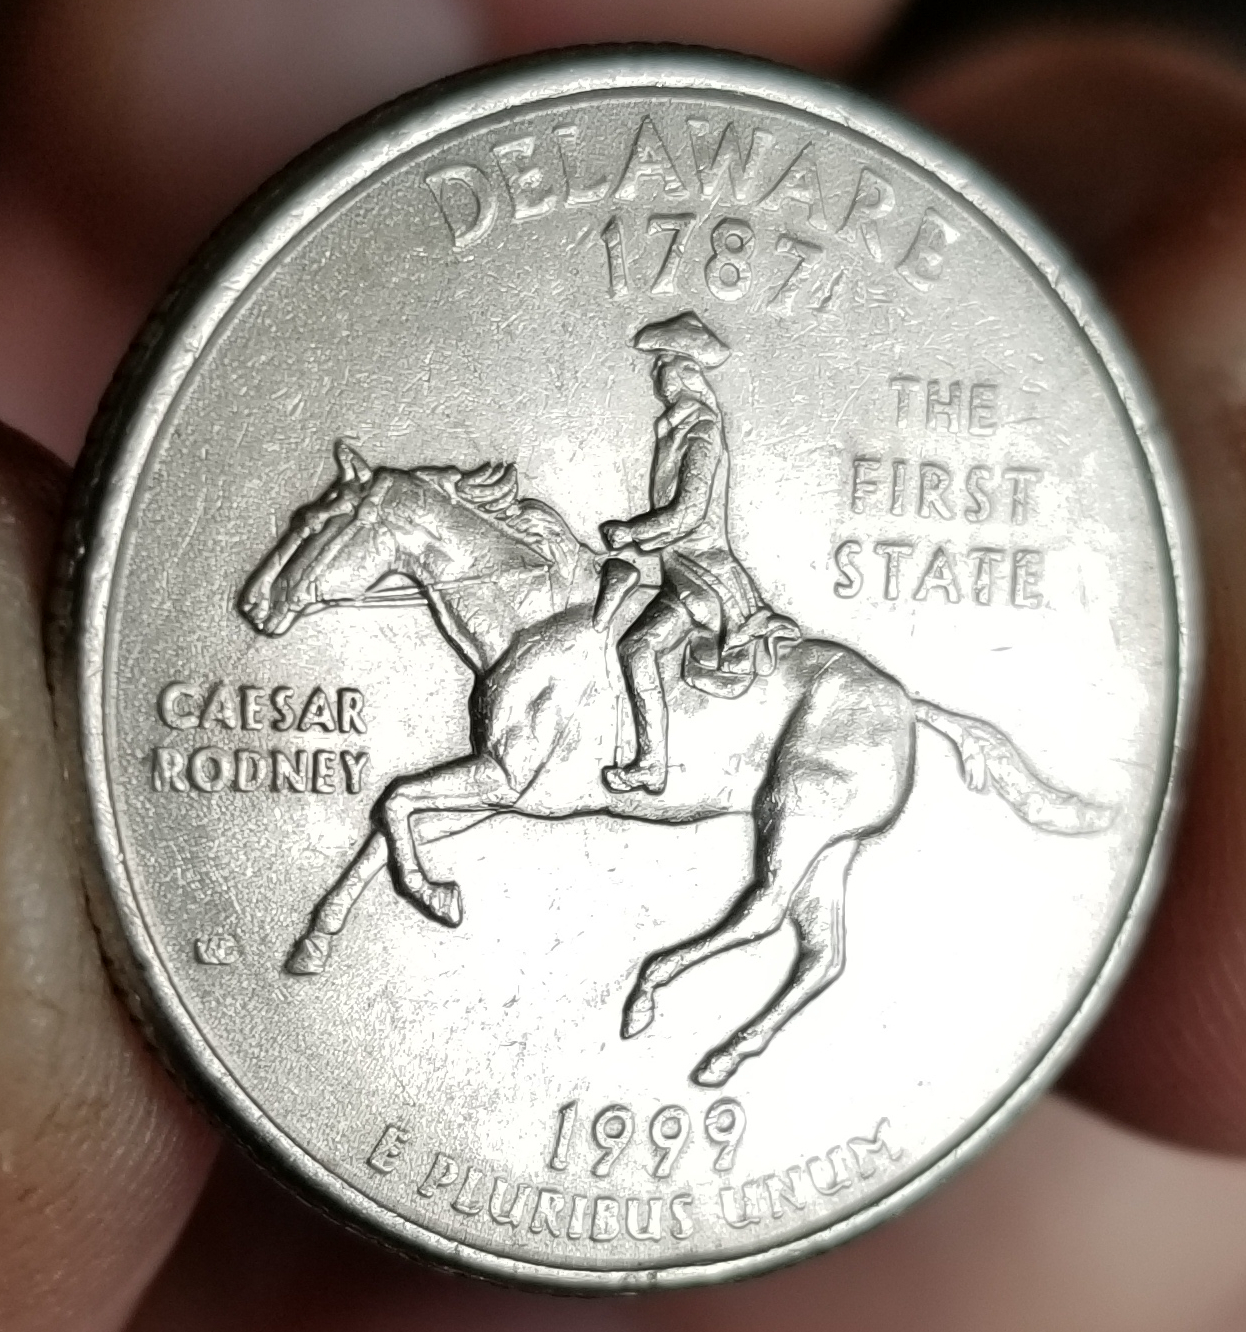 DELAWARE
1787
THE
FIRST
STATE
CAESAR
RODNEY
1999
E PLURIBUS UNUM